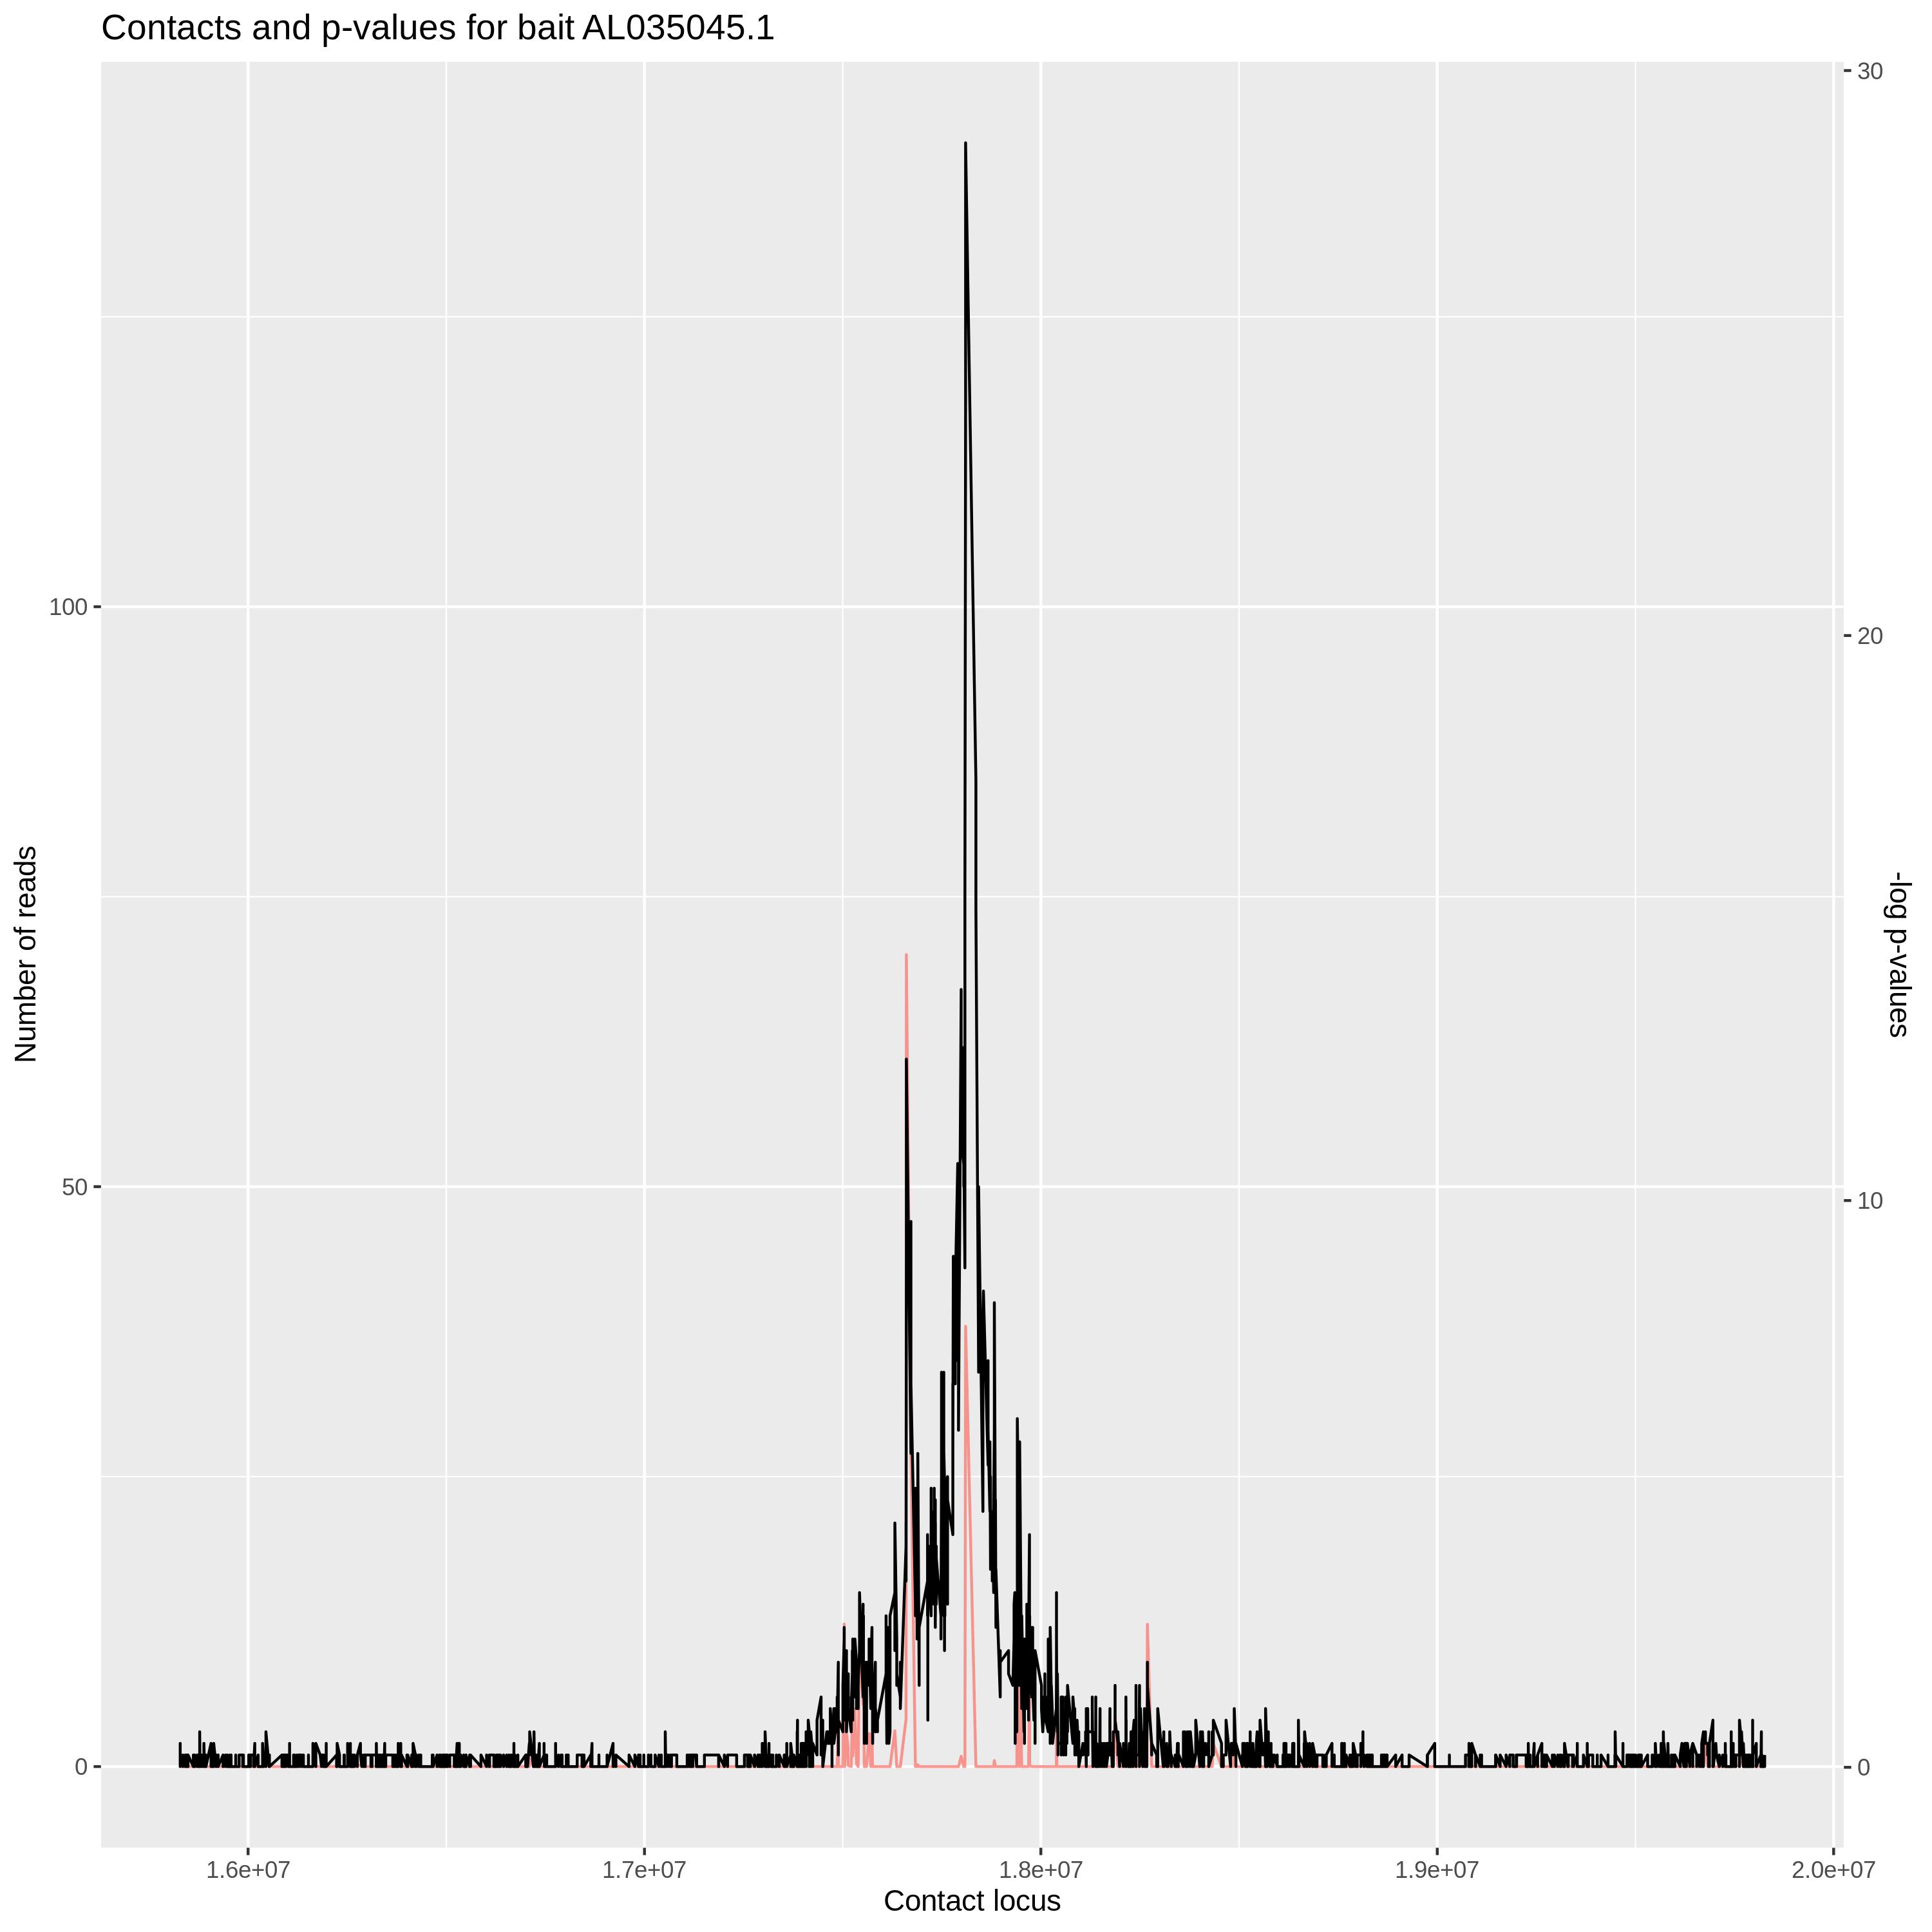 Contacts and p-values for bait AL035045.1
30
100
20
Number of reads
-log p-values
50
10
0
0
1.6e+07
1.7e+07
1.8e+07
1.9e+07
2.0e+07
Contact locus